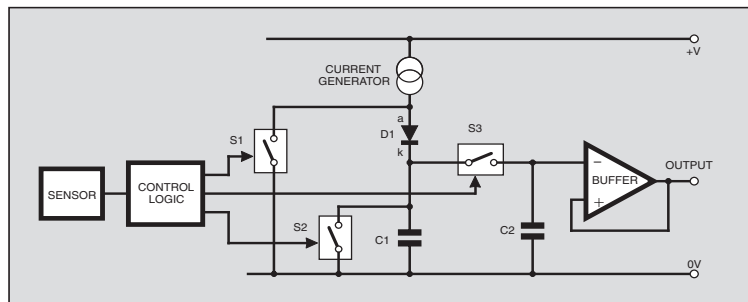 +V
CURRENT
GENERATOR
a
D1
k
S1
S3
SENSOR
CONTROL
LOGIC
S2
C1
C2
−
+
BUFFER
OUTPUT
0V